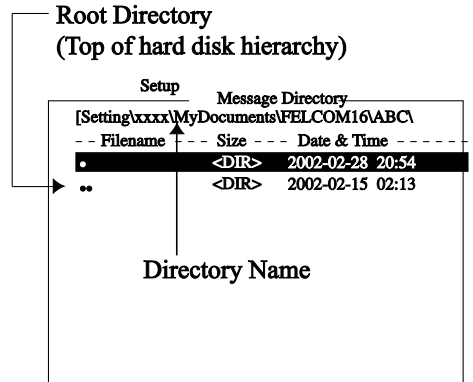 Root Directory
(Top of hard disk hierarchy)
Setup
Message Directory
[Setting\xxxx\MyDocuments\FELCOM16\ABC\
- - Filename - - - Size - - - Date & Time - - - - - -
• <DIR> 2002-02-28 20:54
•• <DIR> 2002-02-15 02:13
Directory Name